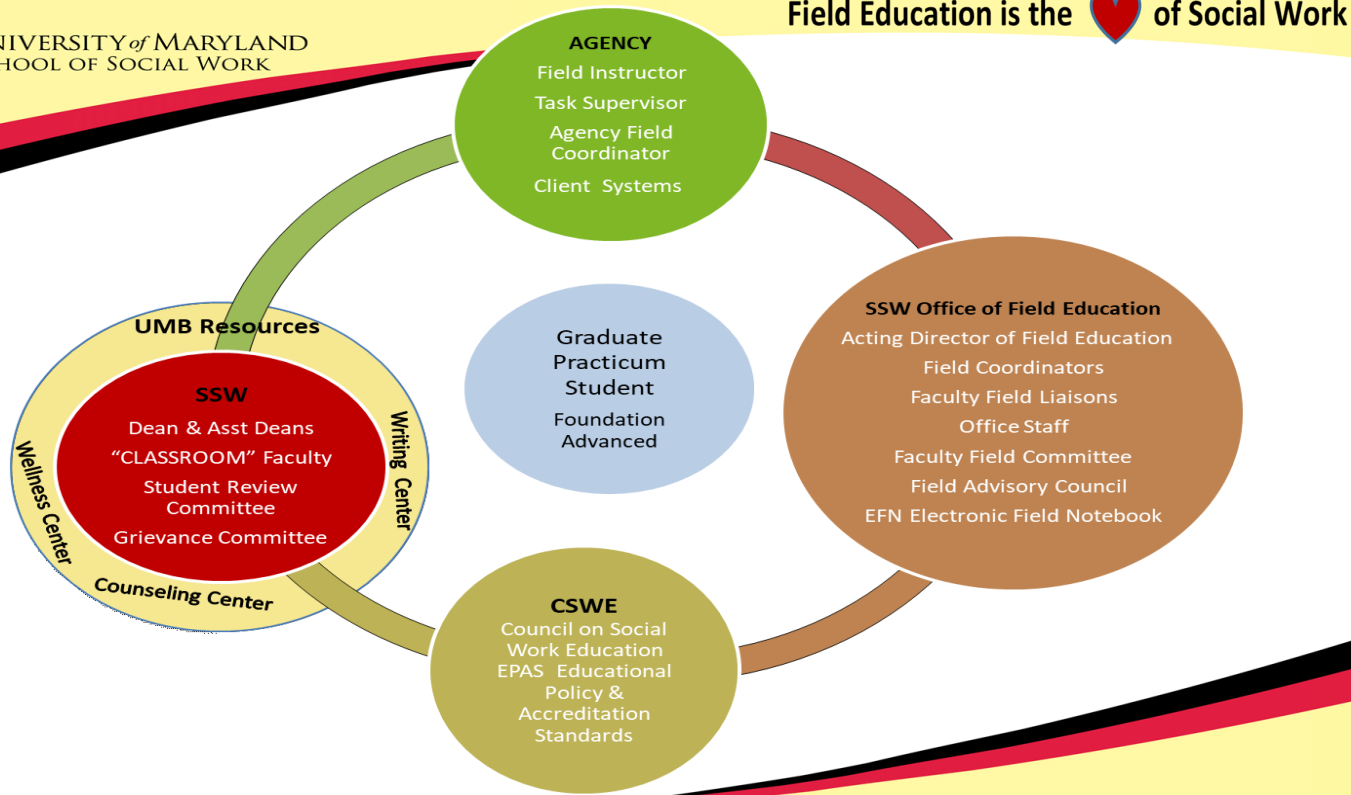 Field Education is the of Social Work
NIVERSITY of MARYLAND
HOOL OF SOCIAL WORK
AGENCY
Field Instructor
Task Supervisor
Agency Field
Coordinator
Client Systems
UMB Resources
SSW
Dean & Asst Deans
“CLASSROOM” Faculty
Student Review
Committee
Grievance Committee
Wellness Center
Counseling Center
Writing Center
Graduate
Practicum
Student
Foundation
Advanced
SSW Office of Field Education
Acting Director of Field Education
Field Coordinators
Faculty Field Liaisons
Office Staff
Faculty Field Committee
Field Advisory Council
EFN Electronic Field Notebook
CSWE
Council on Social
Work Education
EPAS Educational
Policy &
Accreditation
Standards